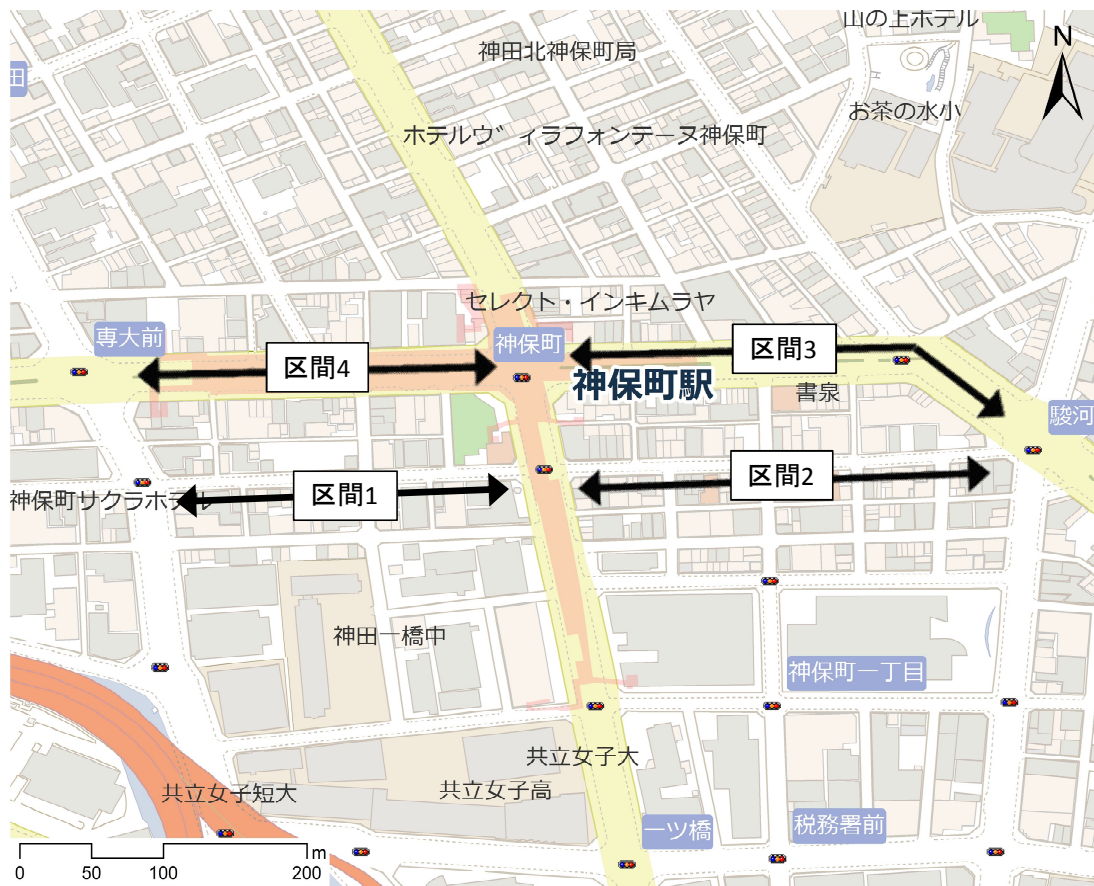 山の上ホテル
神田北神保町局
N
田
お茶の水小
ホテルヴィラフォンテーヌ神保町
セレクト・インキムラヤ
専大前
神保町
区間4
区間3
神保町駅
書泉
駿河
神保町サクラホテル
区間1
区間2
神田一橋中
神保町一丁目
共立女子大
共立女子短大
共立女子高
一ツ橋
税務署前
m
0 50 100 200